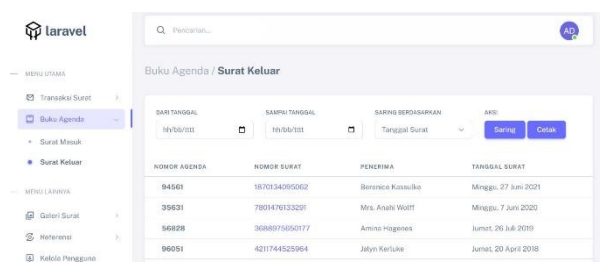 laravel
Pencarian...
AD
MENU UTAMA
Buku Agenda / Surat Keluar
Transaksi Surat
Buku Agenda
Surat Masuk
Surat Keluar
MENU LAINNYA
Galeri Surat
Referensi
Kelola Pengguna
DARI TANGGAL SAMPAI TANGGAL SARING BERDASARKAN AKSI
hh/bb/tttt hh/bb/tttt Tanggal Surat Saring Cetak
NOMOR AGENDA NOMOR SURAT PENERIMA TANGGAL SURAT
94561 1870134095062 Berenice Kassulke Minggu, 27 Juni 2021
35631 7801476133291 Mrs. Anahi Wolff Minggu, 7 Juni 2020
56828 3688975650177 Amina Hagenes Jumat, 26 Juli 2019
96051 4211744525964 Jalyn Kerluke Jumat, 20 April 2018